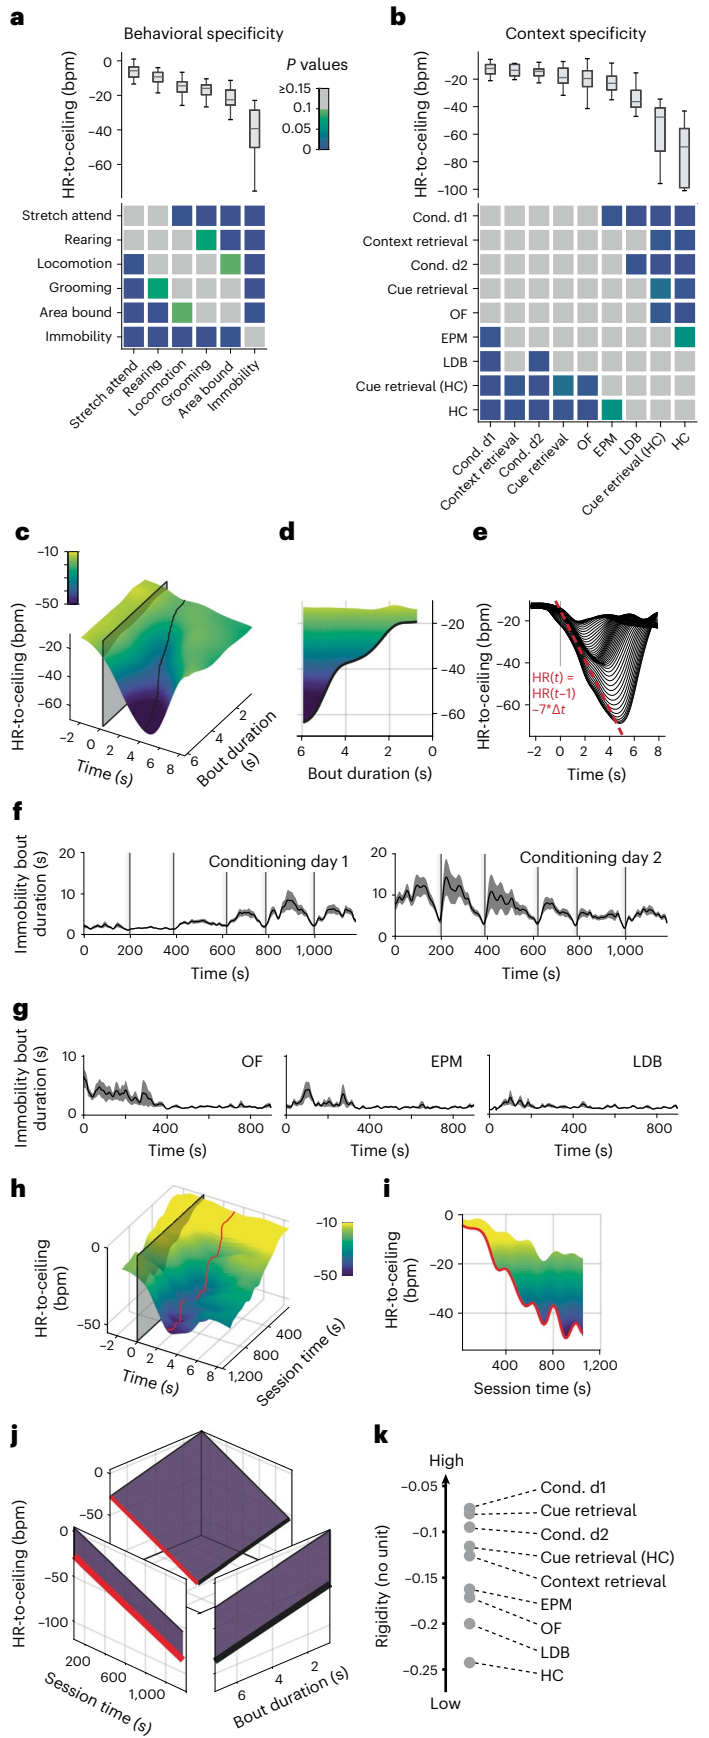 a
Behavioral specificity
HR-to-ceiling (bpm)
0
−20
−40
−60
P values
≥0.15
0.1
0.05
0
Stretch attend
Rearing
Locomotion
Grooming
Area bound
Immobility
Stretch attend
Rearing
Locomotion
Grooming
Area bound
Immobility
b
Context specificity
HR-to-ceiling (bpm)
−20
−40
−60
−80
−100
Cond. d1
Context retrieval
Cond. d2
Cue retrieval
OF
EPM
LDB
Cue retrieval (HC)
HC
Cond. d1
Context retrieval
Cond. d2
Cue retrieval
OF
EPM
LDB
Cue retrieval (HC)
HC
c
−10
−50
HR-to-ceiling (bpm)
−20
−40
−60
−2
0
2
4
6
8
Time (s)
6
4
2
Bout duration
(s)
d
−20
−40
−60
6
4
2
0
Bout duration (s)
e
HR-to-ceiling (bpm)
−20
−40
−60
HR(t) =
HR(t−1)
−7*Δt
−2
0
2
4
6
8
Time (s)
f
Immobility bout
duration (s)
20
10
0
Conditioning day 1
0
200
400
600
800
1,000
Time (s)
20
10
0
Conditioning day 2
0
200
400
600
800
1,000
Time (s)
g
Immobility bout
duration (s)
10
0
OF
0
400
800
Time (s)
EPM
0
400
800
Time (s)
LDB
0
400
800
Time (s)
h
HR-to-ceiling
(bpm)
0
−50
−10
−50
−2
0
2
4
6
8
Time (s)
400
800
1,200
Session time (s)
i
HR-to-ceiling
(bpm)
0
−20
−40
400
800
1,200
Session time (s)
j
HR-to-ceiling (bpm)
0
−50
0
−50
−100
200
600
1,000
Session time (s)
6
4
2
Bout duration (s)
k
High
Rigidity (no unit)
−0.05
−0.1
−0.15
−0.2
−0.25
Low
Cond. d1
Cue retrieval
Cond. d2
Cue retrieval (HC)
Context retrieval
EPM
OF
LDB
HC